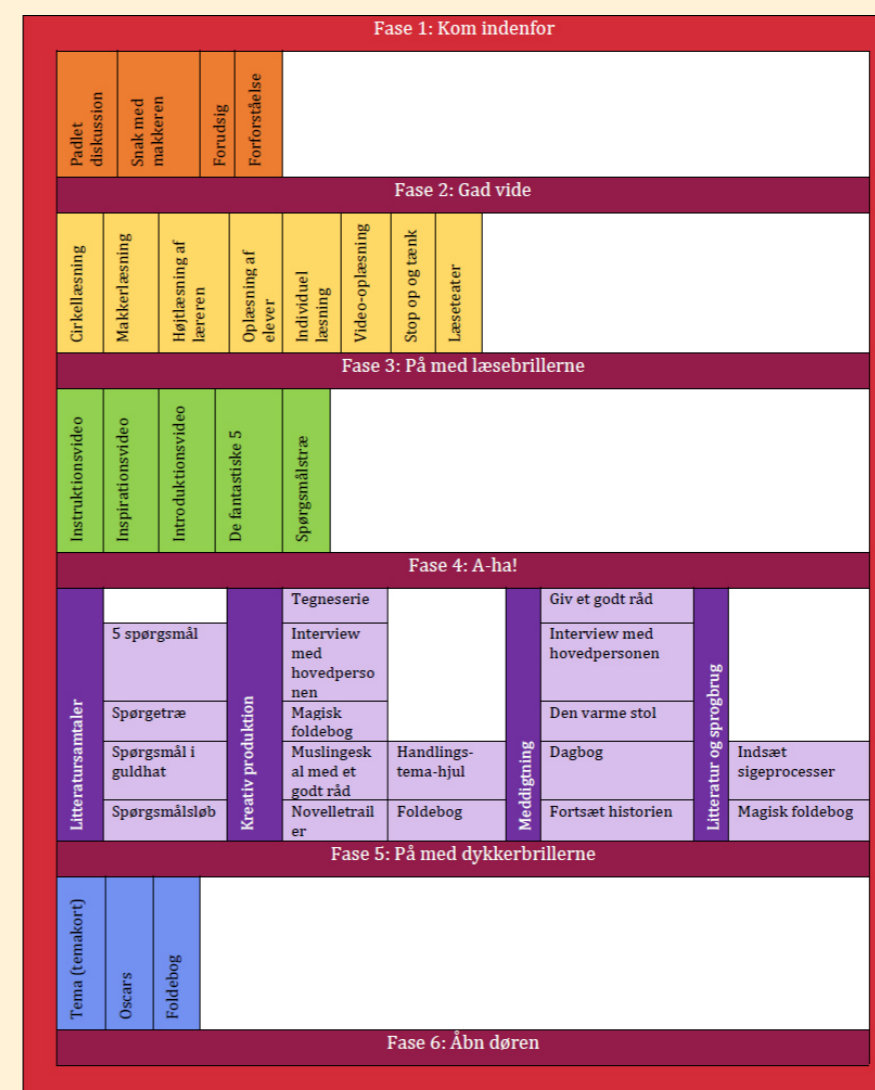 Fase 1: Kom indenfor
Padlet
diskussion
Snak med
makkeren
Forudsig
Forforståelse
Fase 2: Gad vide
Cirkellæsning
Makkerlæsning
Højtlæsning af
læreren
Oplæsning af
elever
Individuel
læsning
Video-oplæsning
Stop op og tænk
Læseteater
Fase 3: På med læsebrillerne
Instruktionsvideo
Inspirationsvideo
Introduktionsvideo
De fantastiske 5
Spørgsmålstræ
Fase 4: A-ha!
Litteratursamtaler
5 spørgsmål
Spørgetræ
Spørgsmål i
guldhat
Spørgsmålsløb
Kreativ produktion
Tegneserie
Interview
med
hovedperso
nen
Magisk
foldebog
Muslingesk
al med et
godt råd
Novelletrail
er
Handlings-
tema-hjul
Foldebog
Meddigtning
Giv et godt råd
Interview med
hovedpersonen
Den varme stol
Dagbog
Fortsæt historien
Litteratur og sprogbrug
Indsæt
sigeprocesser
Magisk foldebog
Fase 5: På med dykkerbrillerne
Tema (temakort)
Oscars
Foldebog
Fase 6: Åbn døren